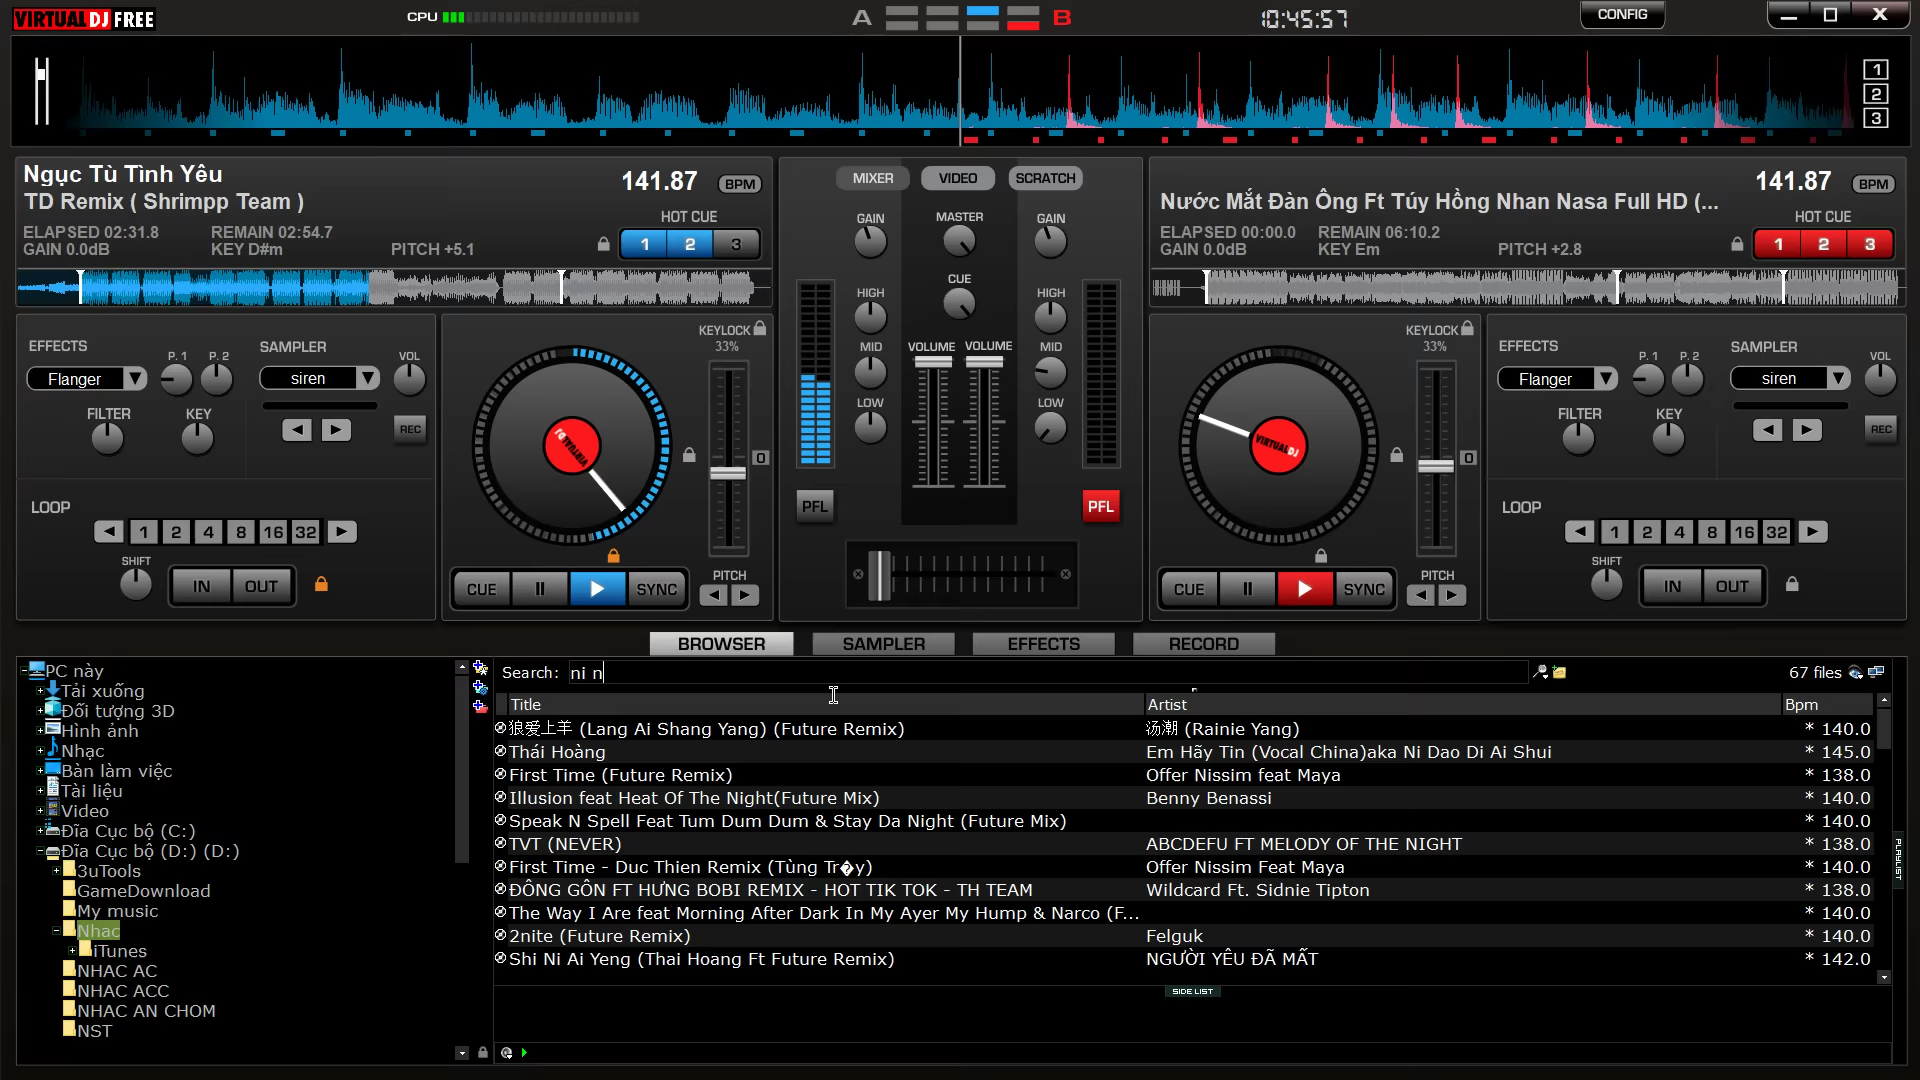 VIRTUAL DJ FREE
CPU
A B
10:45:57
CONFIG
1
2
3
Ngục Tù Tình Yêu
TD Remix ( Shrimpp Team )
141.87 BPM
HOT CUE
ELAPSED 02:31.8 REMAIN 02:54.7
GAIN 0.0dB KEY D#m PITCH +5.1
1 2 3
MIXER VIDEO SCRATCH
GAIN MASTER GAIN
CUE
HIGH HIGH
MID VOLUME VOLUME MID
LOW LOW
PFL PFL
Nước Mắt Đàn Ông Ft Túy Hồng Nhan Nasa Full HD (...
141.87 BPM
HOT CUE
ELAPSED 00:00.0 REMAIN 06:10.2
GAIN 0.0dB KEY Em PITCH +2.8
1 2 3
EFFECTS P. 1 P. 2 SAMPLER VOL
Flanger siren
FILTER KEY REC
LOOP
1 2 4 8 16 32
SHIFT IN OUT
KEYLOCK
33%
VIRTUAL DJ
0
CUE SYNC PITCH
KEYLOCK
33%
VIRTUAL DJ
0
CUE SYNC PITCH
EFFECTS P. 1 P. 2 SAMPLER VOL
Flanger siren
FILTER KEY REC
LOOP
1 2 4 8 16 32
SHIFT IN OUT
BROWSER SAMPLER EFFECTS RECORD
PC này
Tải xuống
Đối tượng 3D
Hình ảnh
Nhạc
Bàn làm việc
Tài liệu
Video
Đĩa Cục bộ (C:)
Đĩa Cục bộ (D:) (D:)
3uTools
GameDownload
My music
Nhac
iTunes
NHAC AC
NHAC ACC
NHAC AN CHOM
NST
Search: ni n 67 files
Title Artist Bpm
狼爱上羊 (Lang Ai Shang Yang) (Future Remix) 汤潮 (Rainie Yang) * 140.0
Thái Hoàng Em Hãy Tin (Vocal China)aka Ni Dao Di Ai Shui * 145.0
First Time (Future Remix) Offer Nissim feat Maya * 138.0
Illusion feat Heat Of The Night(Future Mix) Benny Benassi * 140.0
Speak N Spell Feat Tum Dum Dum & Stay Da Night (Future Mix) * 140.0
TVT (NEVER) ABCDEFU FT MELODY OF THE NIGHT * 138.0
First Time - Duc Thien Remix (Tùng Tr�y) Offer Nissim Feat Maya * 140.0
ĐÔNG GÔN FT HƯNG BOBI REMIX - HOT TIK TOK - TH TEAM Wildcard Ft. Sidnie Tipton * 138.0
The Way I Are feat Morning After Dark In My Ayer My Hump & Narco (F... * 140.0
2nite (Future Remix) Felguk * 140.0
Shi Ni Ai Yeng (Thai Hoang Ft Future Remix) NGƯỜI YÊU ĐÃ MẤT * 142.0
SIDE LIST
PLAYLIST